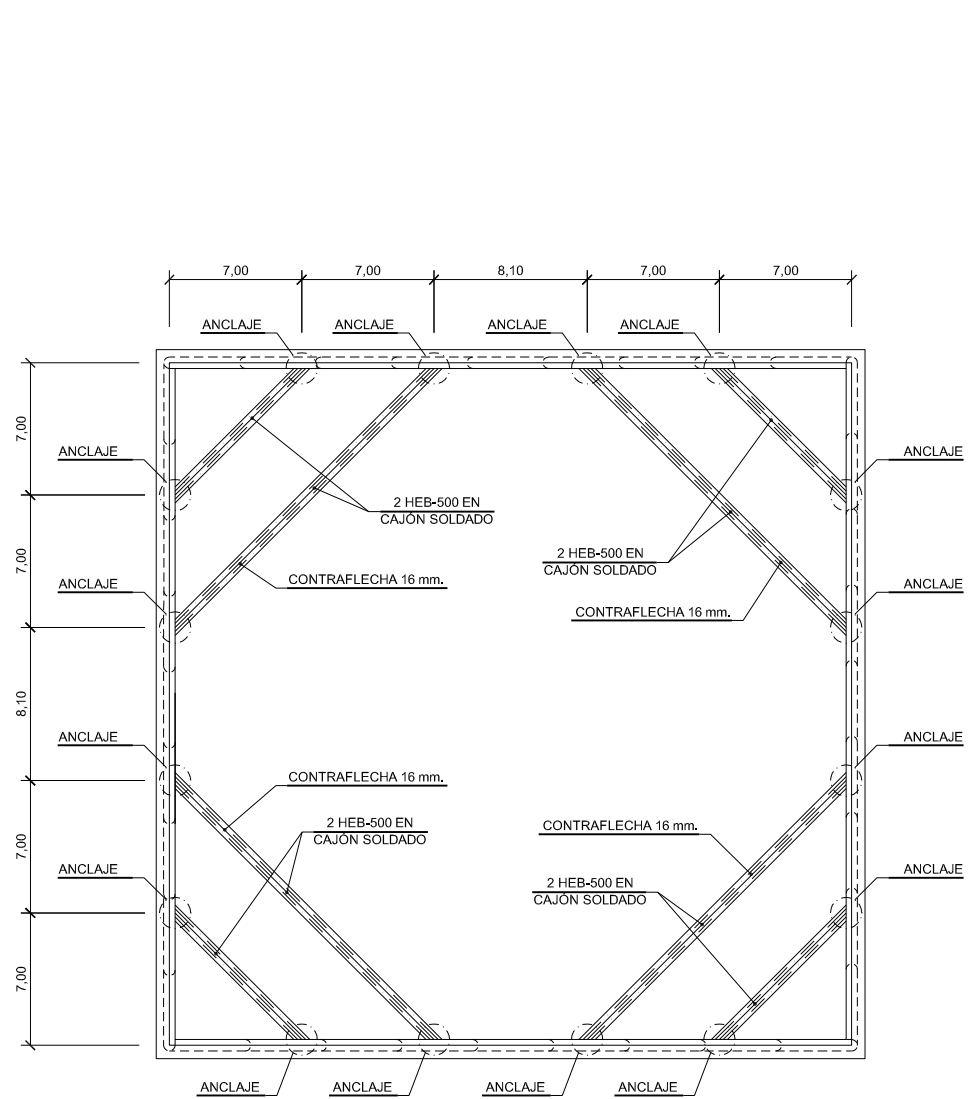 7,00 7,00 8,10 7,00 7,00
ANCLAJE ANCLAJE ANCLAJE ANCLAJE
7,00
ANCLAJE ANCLAJE
2 HEB-500 EN
CAJÓN SOLDADO
2 HEB-500 EN
CAJÓN SOLDADO
7,00
ANCLAJE CONTRAFLECHA 16 mm. ANCLAJE
CONTRAFLECHA 16 mm.
8,10
ANCLAJE ANCLAJE
CONTRAFLECHA 16 mm.
2 HEB-500 EN
CAJÓN SOLDADO
CONTRAFLECHA 16 mm.
7,00
ANCLAJE ANCLAJE
2 HEB-500 EN
CAJÓN SOLDADO
7,00
ANCLAJE ANCLAJE ANCLAJE ANCLAJE